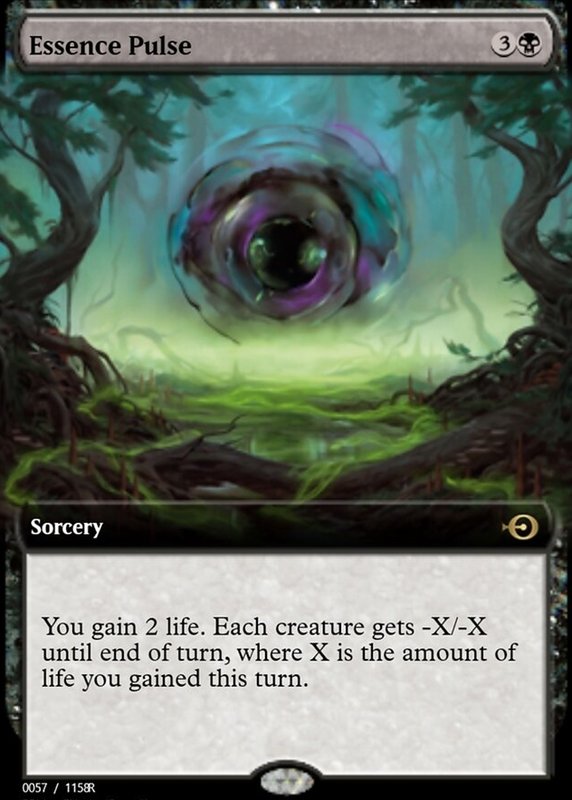 Essence Pulse 3
Sorcery
You gain 2 life. Each creature gets -X/-X
until end of turn, where X is the amount of
life you gained this turn.
0057 / 1158R